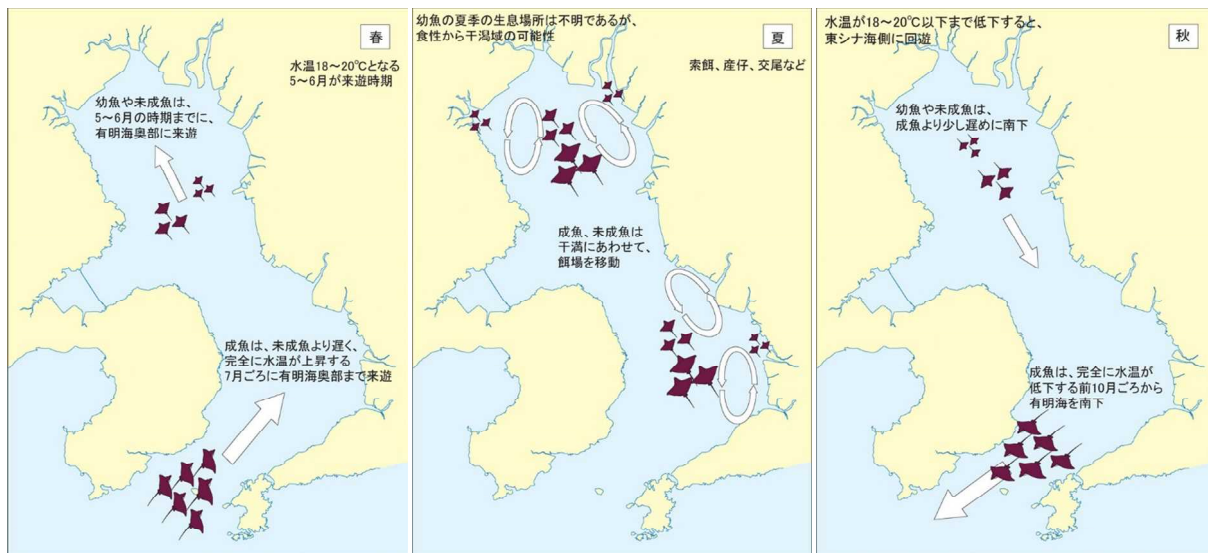 春
水温18～20℃となる
5～6月が来遊時期
幼魚や未成魚は、
5～6月の時期までに、
有明海奥部に来遊
成魚は、未成魚より遅く、
完全に水温が上昇する
7月ごろに有明海奥部まで来遊
幼魚の夏季の生息場所は不明であるが、
食性から干潟域の可能性
夏
索餌、産仔、交尾など
成魚、未成魚は
干満にあわせて、
餌場を移動
水温が18～20℃以下まで低下すると、
東シナ海側に回遊
秋
幼魚や未成魚は、
成魚より少し遅めに南下
成魚は、完全に水温が
低下する前10月ごろから
有明海を南下